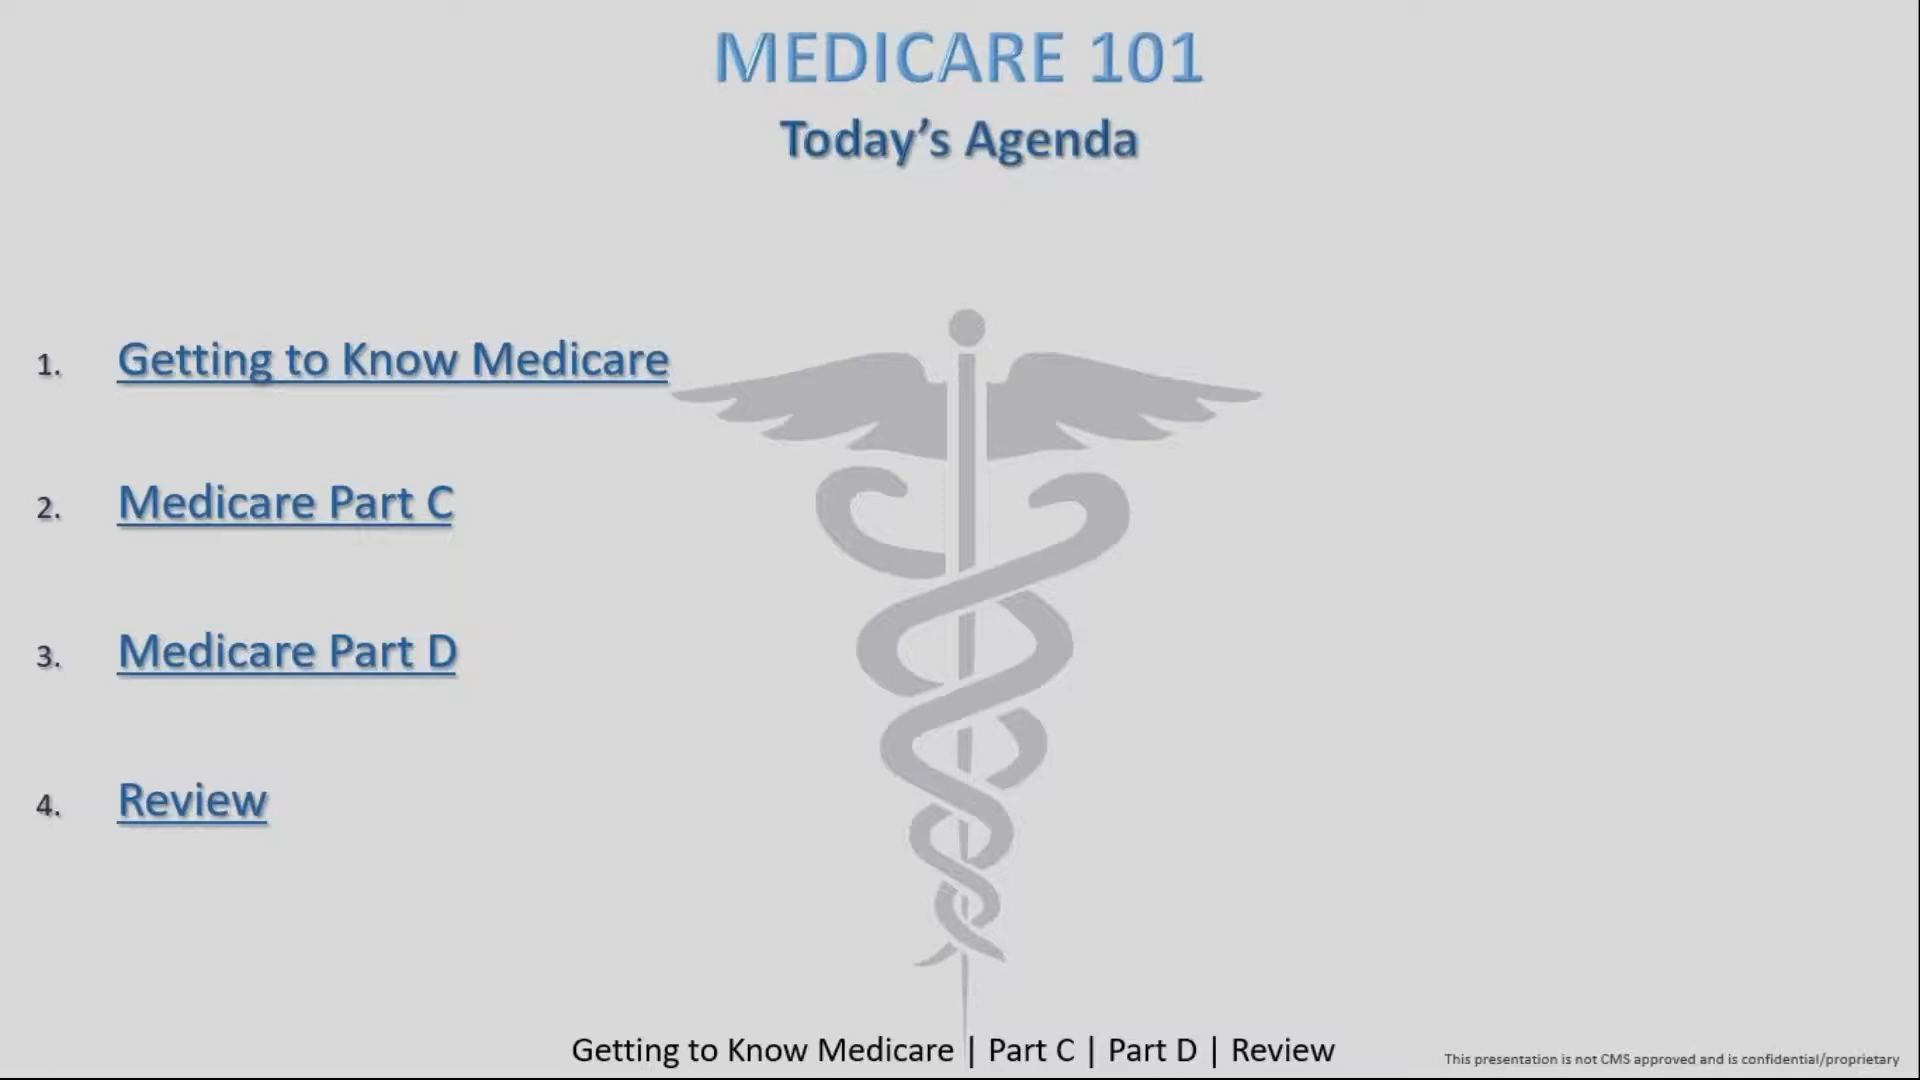 MEDICARE 101
Today’s Agenda
1. Getting to Know Medicare
2. Medicare Part C
3. Medicare Part D
4. Review
Getting to Know Medicare | Part C | Part D | Review
This presentation is not CMS approved and is confidential/proprietary